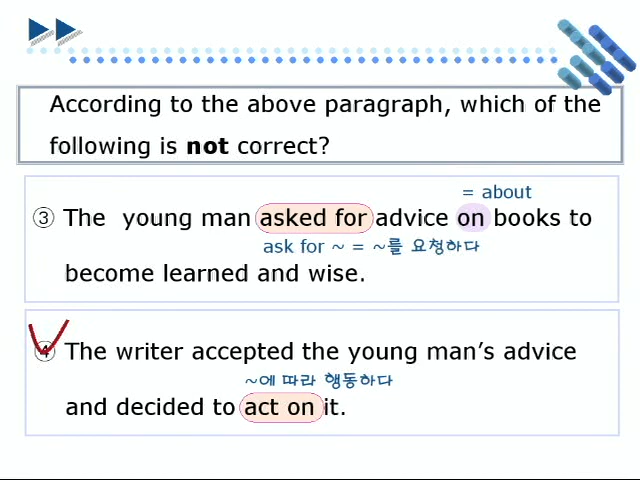 According to the above paragraph, which of the
following is not correct?
= about
③ The young man asked for advice on books to
ask for ~ = ~를 요청하다
become learned and wise.
④ The writer accepted the young man's advice
~에 따라 행동하다
and decided to act on it.